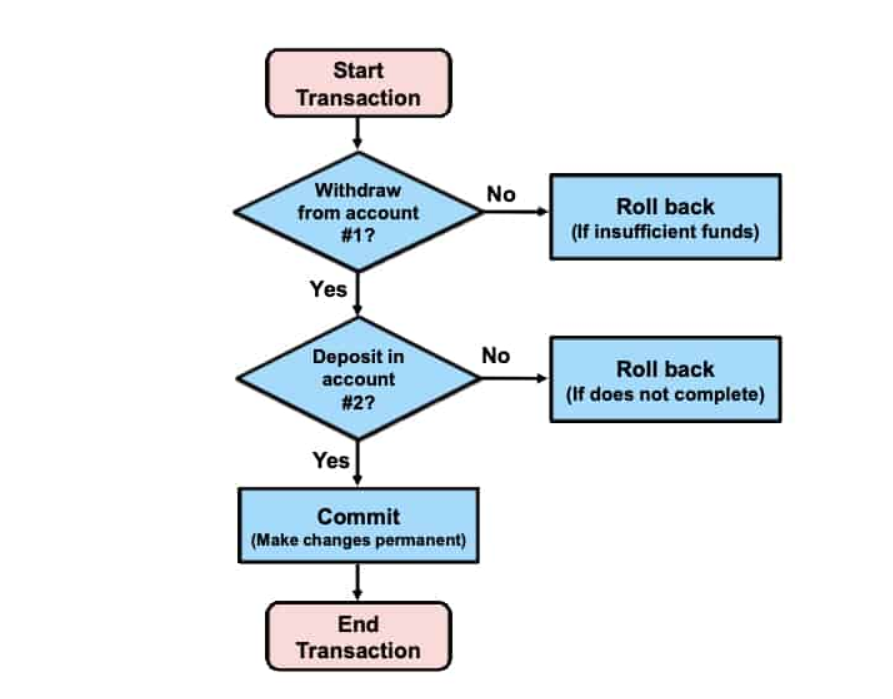 Start
Transaction
Withdraw
from account
#1?
No
Roll back
(If insufficient funds)
Yes
Deposit in
account
#2?
No
Roll back
(If does not complete)
Yes
Commit
(Make changes permanent)
End
Transaction